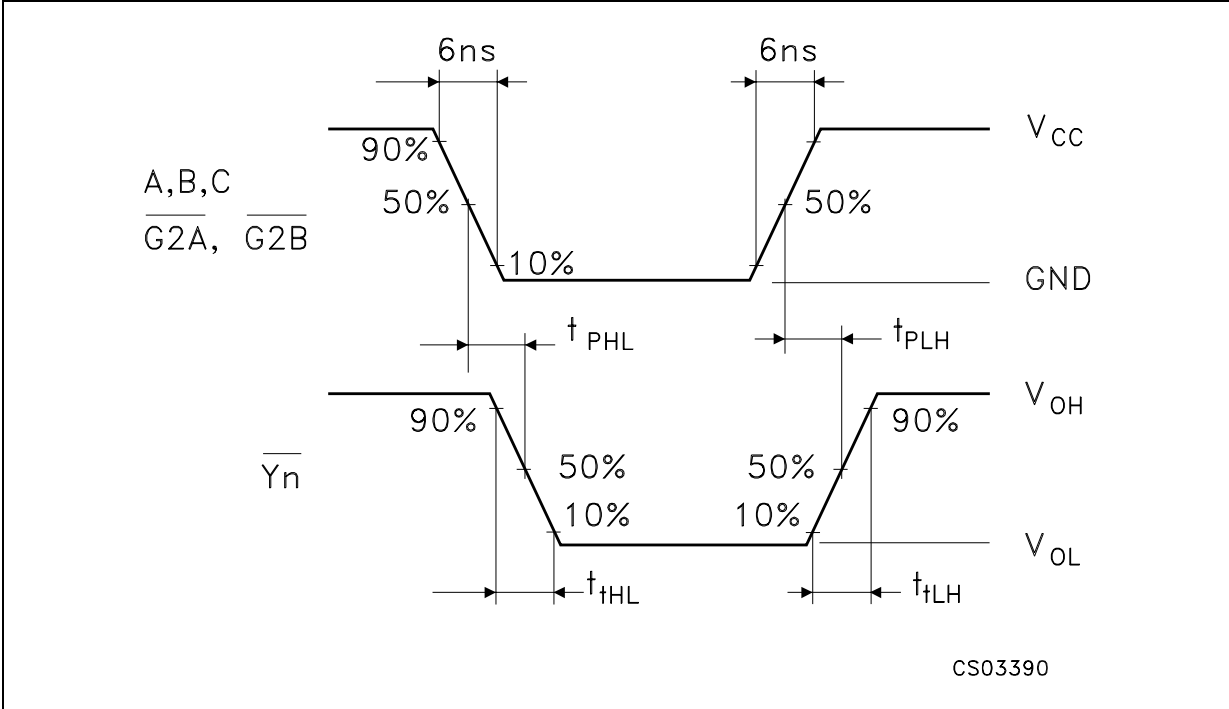 6ns 6ns
90% V CC
A,B,C 50% 50%
G2A, G2B
10% GND
t PHL tPLH
90% 90% V OH
Yn 50% 50%
10% 10%
V OL
t tHL t tLH
CS03390